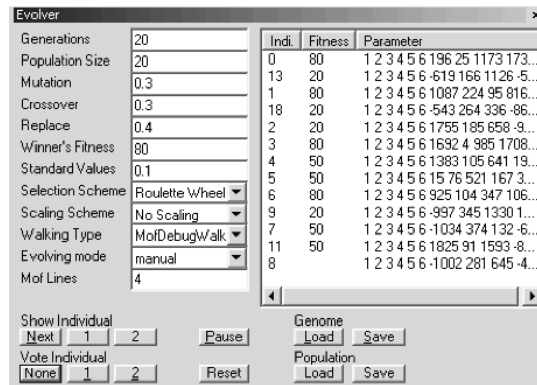 Evolver
Generations 20
Population Size 20
Mutation 0.3
Crossover 0.3
Replace 0.4
Winner's Fitness 80
Standard Values 0.1
Selection Scheme Roulette Wheel
Scaling Scheme No Scaling
Walking Type MofDebugWalk
Evolving mode manual
Mof Lines 4
Indi. Fitness Parameter
0 80 1 2 3 4 5 6 196 25 1173 173...
13 20 1 2 3 4 5 6 -619 166 1126 -5...
1 80 1 2 3 4 5 6 1087 224 95 816...
18 20 1 2 3 4 5 6 -543 264 336 -86...
2 20 1 2 3 4 5 6 1755 185 658 -9...
3 80 1 2 3 4 5 6 1692 4 985 1708...
4 50 1 2 3 4 5 6 1383 105 641 19...
5 50 1 2 3 4 5 6 15 76 521 167 3...
6 80 1 2 3 4 5 6 925 104 347 106...
9 20 1 2 3 4 5 6 -997 345 1330 1...
7 50 1 2 3 4 5 6 -1034 374 132 -6...
11 50 1 2 3 4 5 6 1825 91 1593 -8...
8 1 2 3 4 5 6 -1002 281 645 -4...
Show Individual
Next 1 2 Pause
Vote Individual
None 1 2 Reset
Genome
Load Save
Population
Load Save